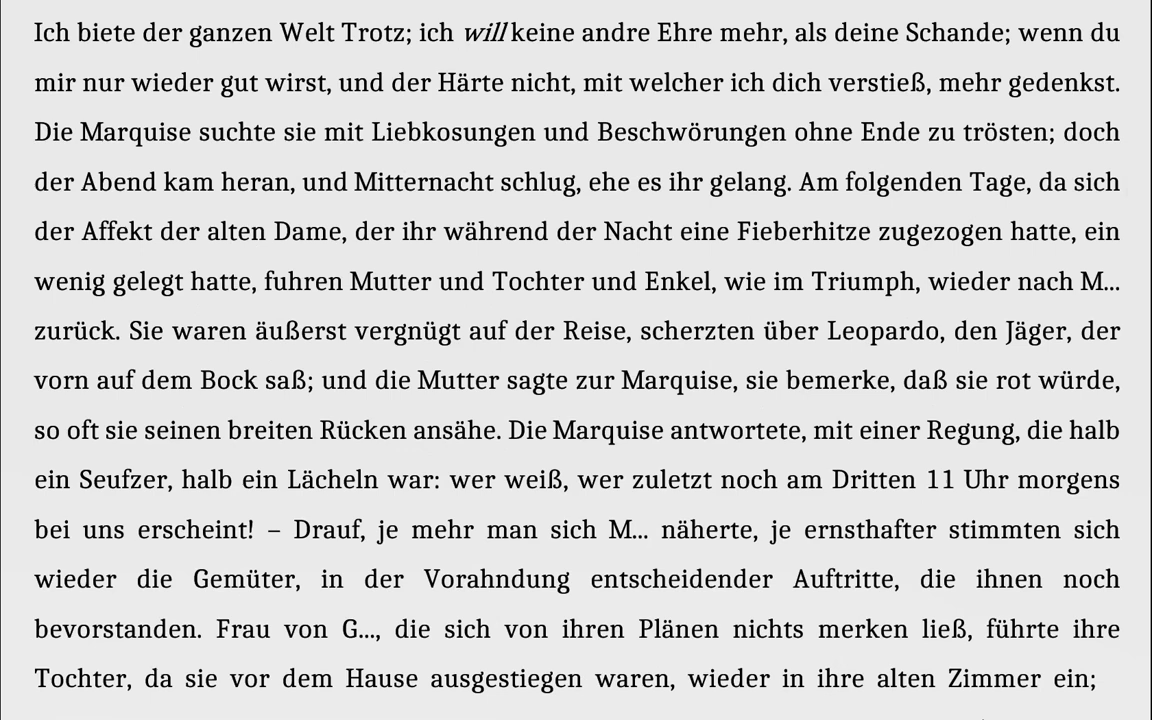 Ich biete der ganzen Welt Trotz; ich will keine andre Ehre mehr, als deine Schande; wenn du
mir nur wieder gut wirst, und der Härte nicht, mit welcher ich dich verstieß, mehr gedenkst.
Die Marquise suchte sie mit Liebkosungen und Beschwörungen ohne Ende zu trösten; doch
der Abend kam heran, und Mitternacht schlug, ehe es ihr gelang. Am folgenden Tage, da sich
der Affekt der alten Dame, der ihr während der Nacht eine Fieberhitze zugezogen hatte, ein
wenig gelegt hatte, fuhren Mutter und Tochter und Enkel, wie im Triumph, wieder nach M...
zurück. Sie waren äußerst vergnügt auf der Reise, scherzten über Leopardo, den Jäger, der
vorn auf dem Bock saß; und die Mutter sagte zur Marquise, sie bemerke, daß sie rot würde,
so oft sie seinen breiten Rücken ansähe. Die Marquise antwortete, mit einer Regung, die halb
ein Seufzer, halb ein Lächeln war: wer weiß, wer zuletzt noch am Dritten 11 Uhr morgens
bei uns erscheint! – Drauf, je mehr man sich M... näherte, je ernsthafter stimmten sich
wieder die Gemüter, in der Vorahndung entscheidender Auftritte, die ihnen noch
bevorstanden. Frau von G..., die sich von ihren Plänen nichts merken ließ, führte ihre
Tochter, da sie vor dem Hause ausgestiegen waren, wieder in ihre alten Zimmer ein;